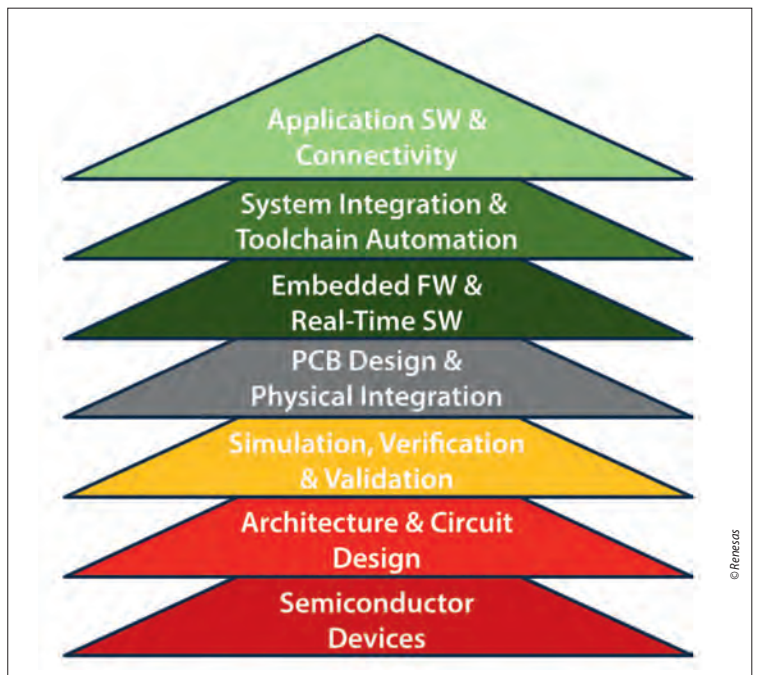 Application SW &
Connectivity
System Integration &
Toolchain Automation
Embedded FW &
Real-Time SW
PCB Design &
Physical Integration
Simulation, Verification
& Validation
Architecture & Circuit
Design
Semiconductor
Devices
© Renesas